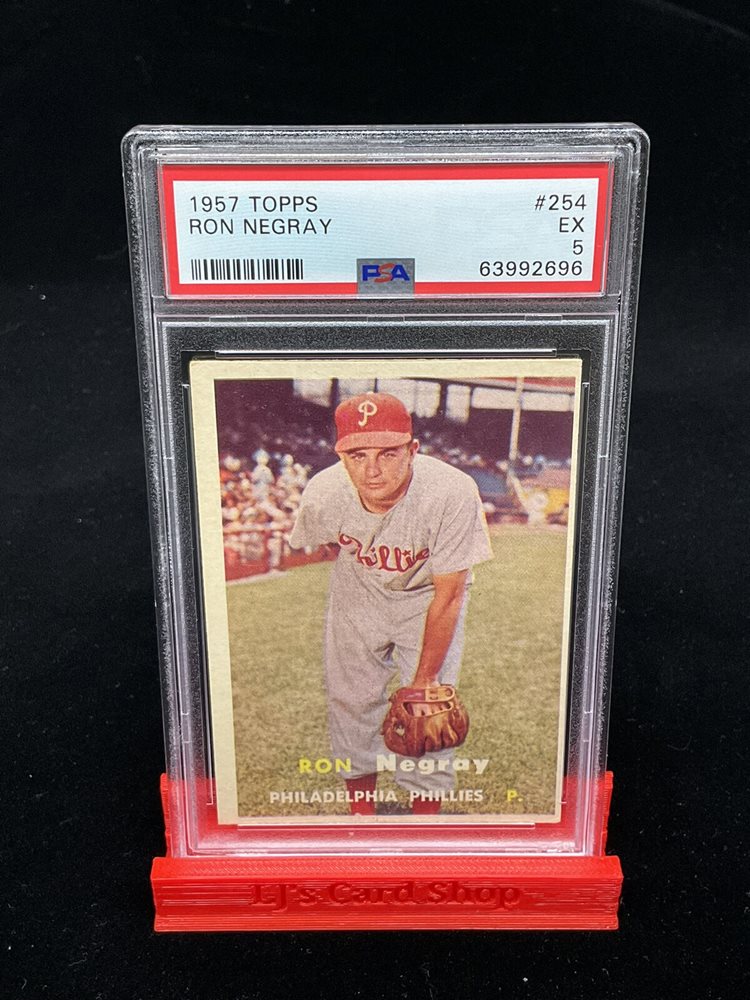 1957 TOPPS #254
RON NEGRAY EX
5
PSA 63992696
P
Phillies
RON Negray
PHILADELPHIA PHILLIES P.
LJ's Card Shop